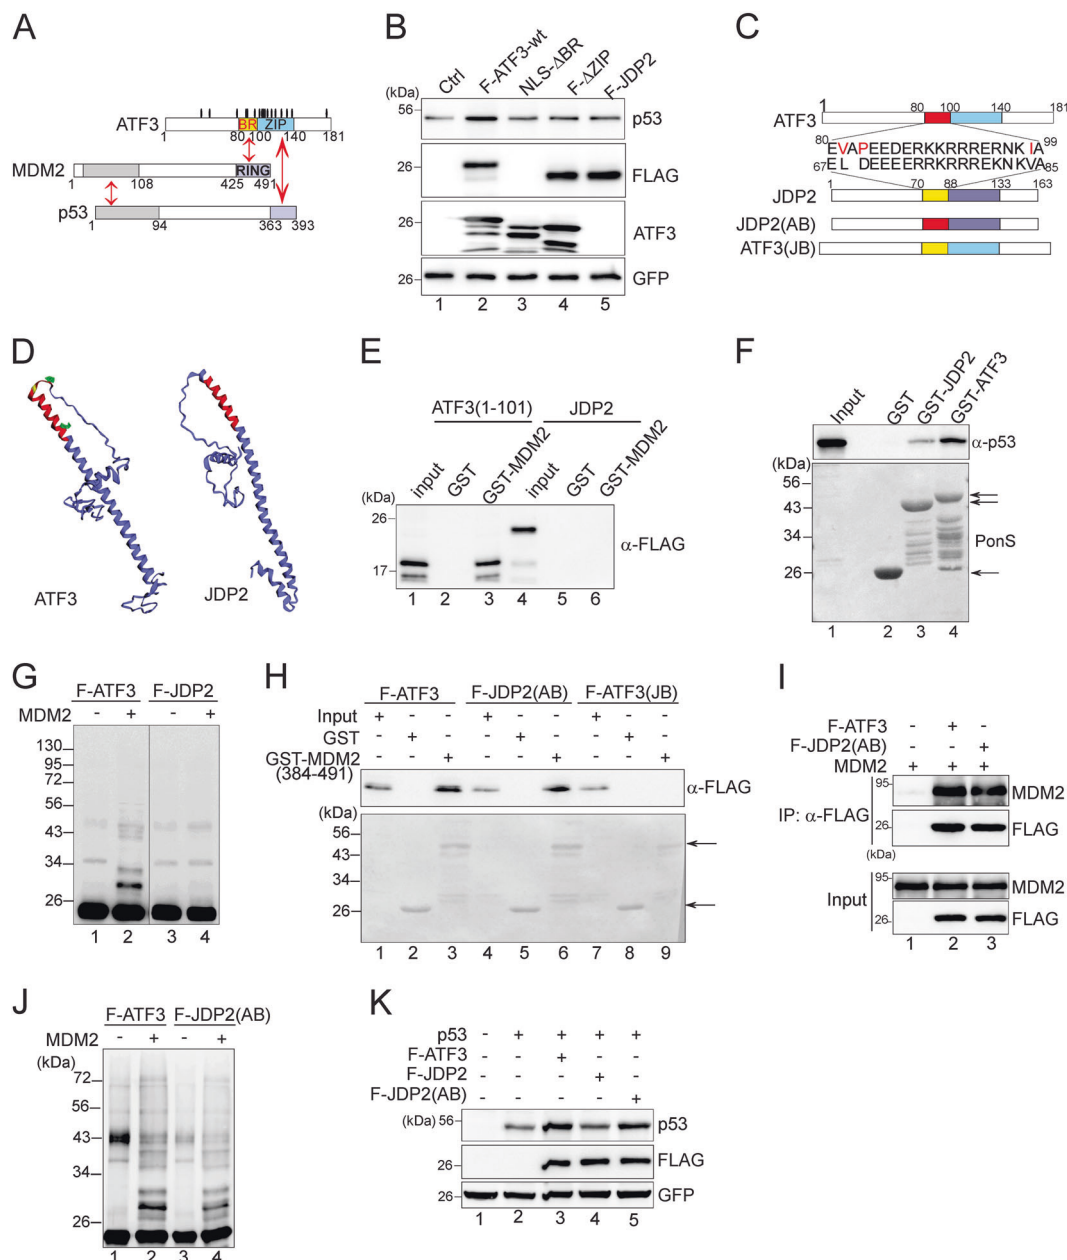 A
ATF3
BR
ZIP
1
80 100
140
181
MDM2
RING
1
108
425
491
p53
1
94
363
393
B
Ctrl
F-ATF3-wt
NLS-ΔBR
F-ΔZIP
F-JDP2
(kDa)
56
p53
26
FLAG
26
ATF3
26
GFP
1 2 3 4 5
C
1
80
100
140
181
ATF3
80
EVAPEEDERKKRRRERNKIA
99
67
EL DEEERRKRRREKNKVA
85
70
88
133
163
JDP2
JDP2(AB)
ATF3(JB)
D
ATF3
JDP2
E
ATF3(1-101)
JDP2
input
GST
GST-MDM2
input
GST
GST-MDM2
(kDa)
26
17
α-FLAG
1 2 3 4 5 6
F
Input
GST
GST-JDP2
GST-ATF3
α-p53
(kDa)
56
43
34
26
PonS
1 2 3 4
G
F-ATF3 F-JDP2
MDM2 - + - +
130
95
72
56
43
34
26
1 2 3 4
H
F-ATF3 F-JDP2(AB) F-ATF3(JB)
Input + - - + - - + - -
GST - + - - + - - + -
GST-MDM2 - - + - - + - - +
(384-491)
α-FLAG
(kDa)
56
43
34
26
1 2 3 4 5 6 7 8 9
I
F-ATF3 - + -
F-JDP2(AB) - - +
MDM2 + + +
IP: α-FLAG
95
MDM2
26
FLAG
(kDa)
Input
95
MDM2
26
FLAG
1 2 3
J
F-ATF3 F-JDP2(AB)
MDM2 - + - +
(kDa)
72
56
43
34
26
1 2 3 4
K
p53 - + + + +
F-ATF3 - - + - -
F-JDP2 - - - + -
F-JDP2(AB) - - - - +
(kDa) 56
p53
26
FLAG
26
GFP
1 2 3 4 5